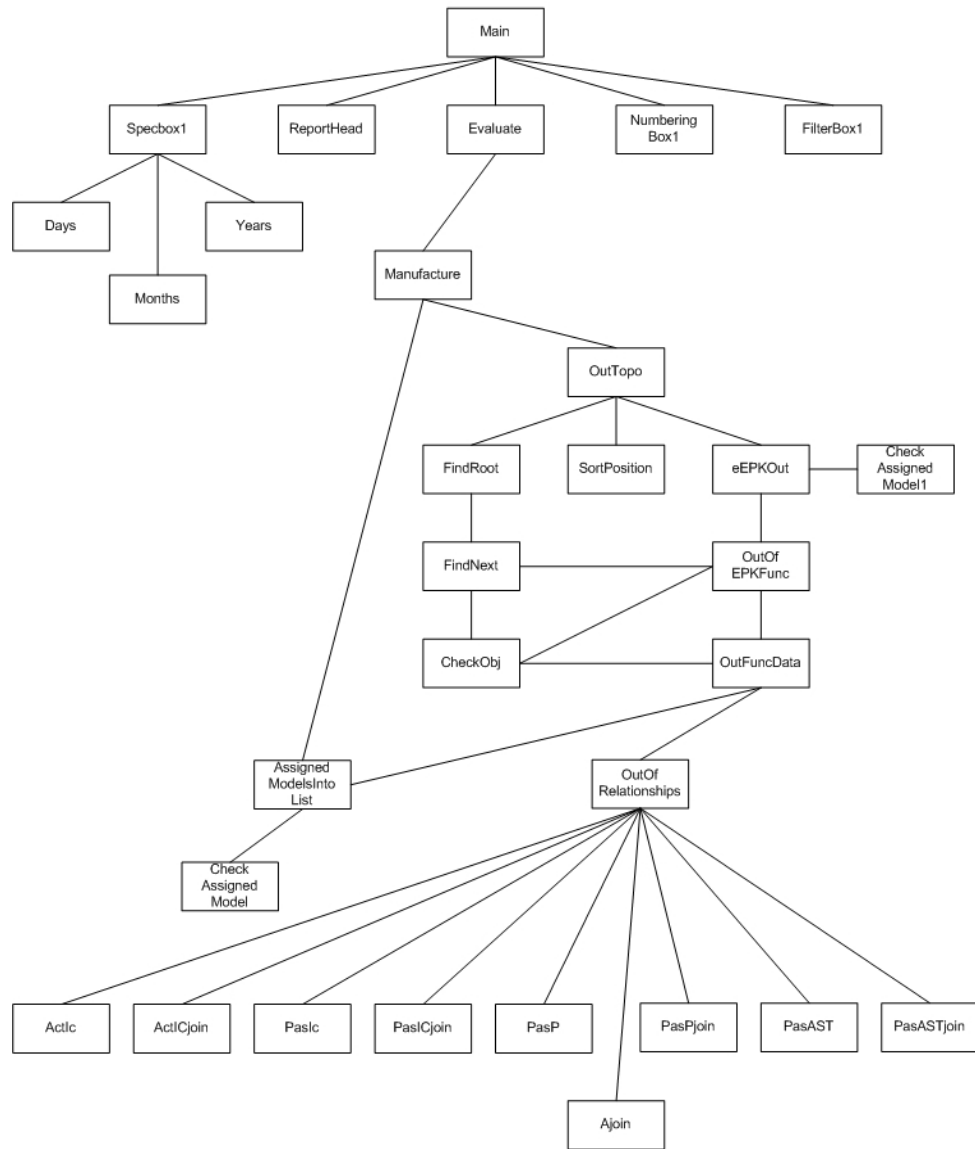 Main
Specbox1
ReportHead
Evaluate
Numbering
Box1
FilterBox1
Days
Years
Months
Manufacture
OutTopo
FindRoot
SortPosition
eEPKOut
Check
Assigned
Model1
FindNext
OutOf
EPKFunc
CheckObj
OutFuncData
Assigned
ModelsInto
List
OutOf
Relationships
Check
Assigned
Model
ActIc
ActICjoin
PasIc
PasICjoin
PasP
PasPjoin
PasAST
PasASTjoin
Ajoin